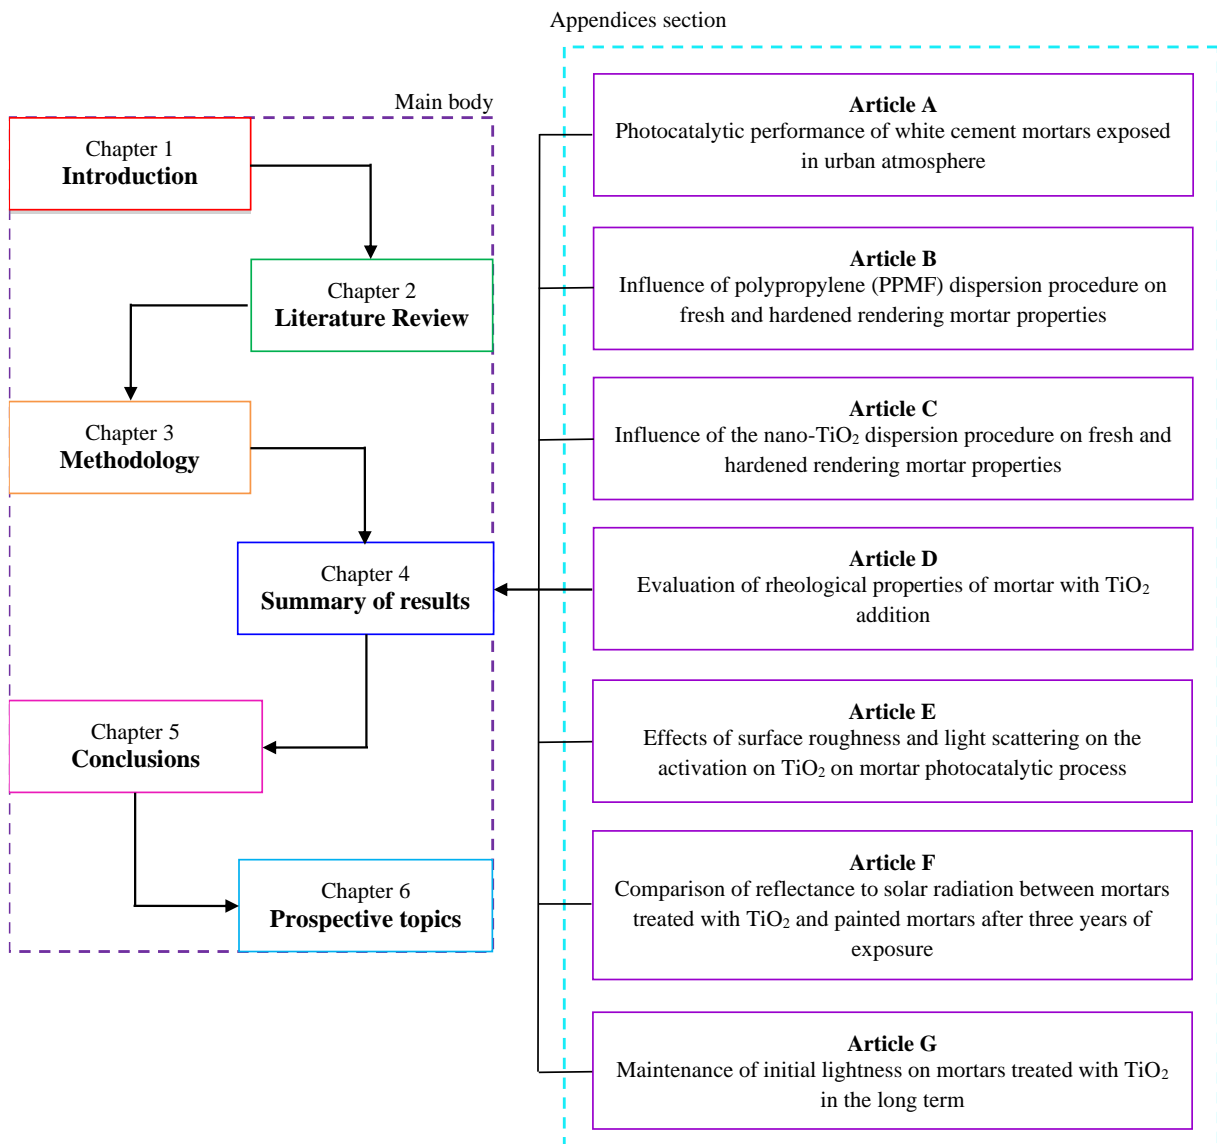 Appendices section
Main body
Chapter 1
Introduction
Chapter 2
Literature Review
Chapter 3
Methodology
Chapter 4
Summary of results
Chapter 5
Conclusions
Chapter 6
Prospective topics
Article A
Photocatalytic performance of white cement mortars exposed
in urban atmosphere
Article B
Influence of polypropylene (PPMF) dispersion procedure on
fresh and hardened rendering mortar properties
Article C
Influence of the nano-TiO₂ dispersion procedure on fresh and
hardened rendering mortar properties
Article D
Evaluation of rheological properties of mortar with TiO₂
addition
Article E
Effects of surface roughness and light scattering on the
activation on TiO₂ on mortar photocatalytic process
Article F
Comparison of reflectance to solar radiation between mortars
treated with TiO₂ and painted mortars after three years of
exposure
Article G
Maintenance of initial lightness on mortars treated with TiO₂
in the long term